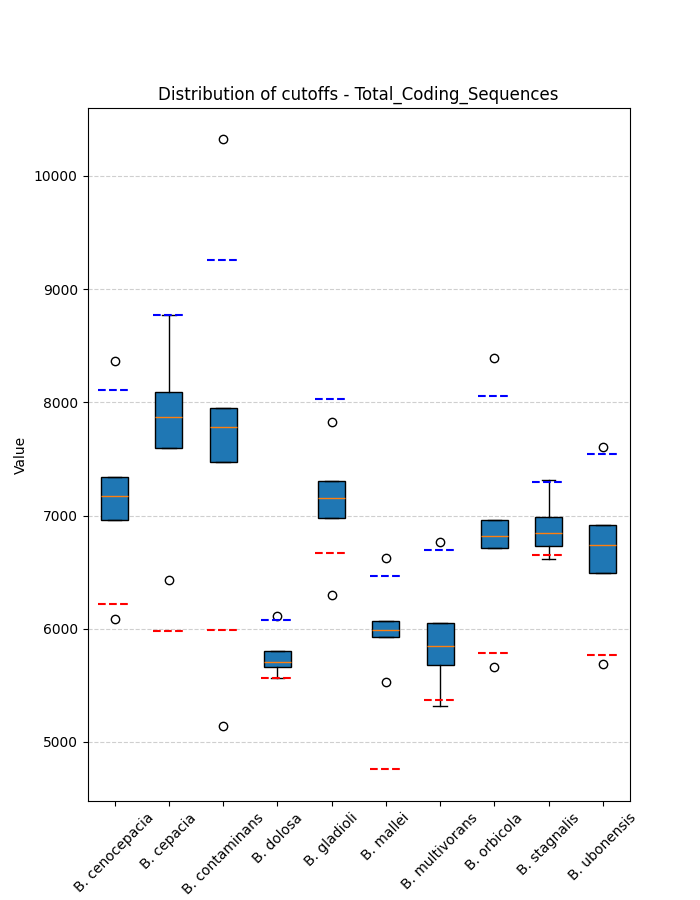 Distribution of cutoffs - Total_Coding_Sequences
Value
10000
9000
8000
7000
6000
5000
B. cenocepacia
B. cepacia
B. contaminans
B. dolosa
B. gladioli
B. mallei
B. multivorans
B. orbicola
B. stagnalis
B. ubonensis